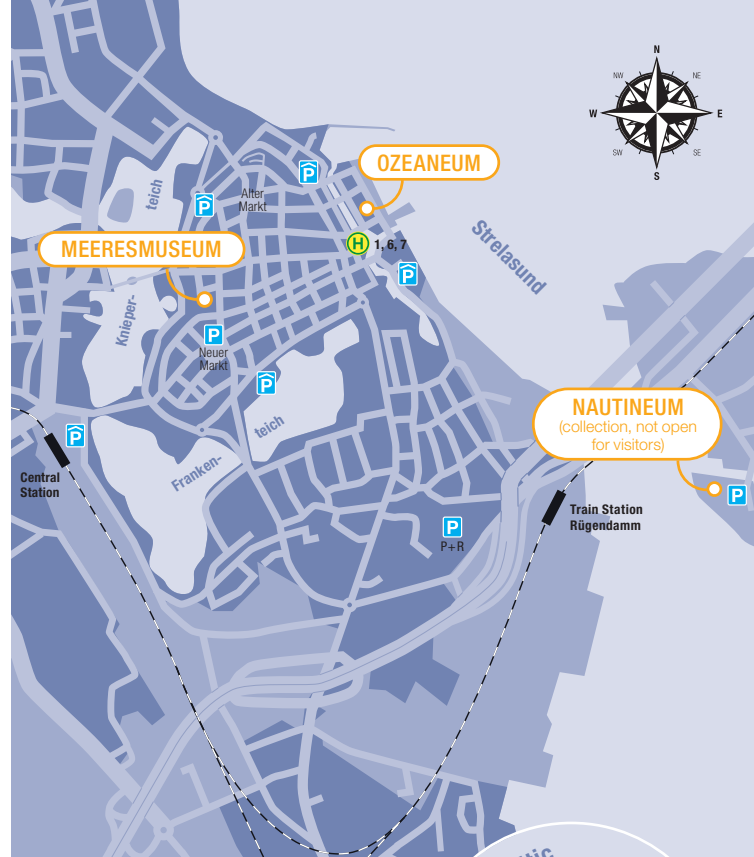 N
NW
NE
W
E
SW
SE
S
OZEANEUM
P
teich
P
Alter
Markt
Strelasund
MEERESMUSEUM
H 1, 6, 7
P
Knieper-
P
Neuer
Markt
P
NAUTINEUM
(collection, not open
for visitors)
teich
P
Franken-
Central
Station
P
Train Station
Rügendamm
P
P+R
tic